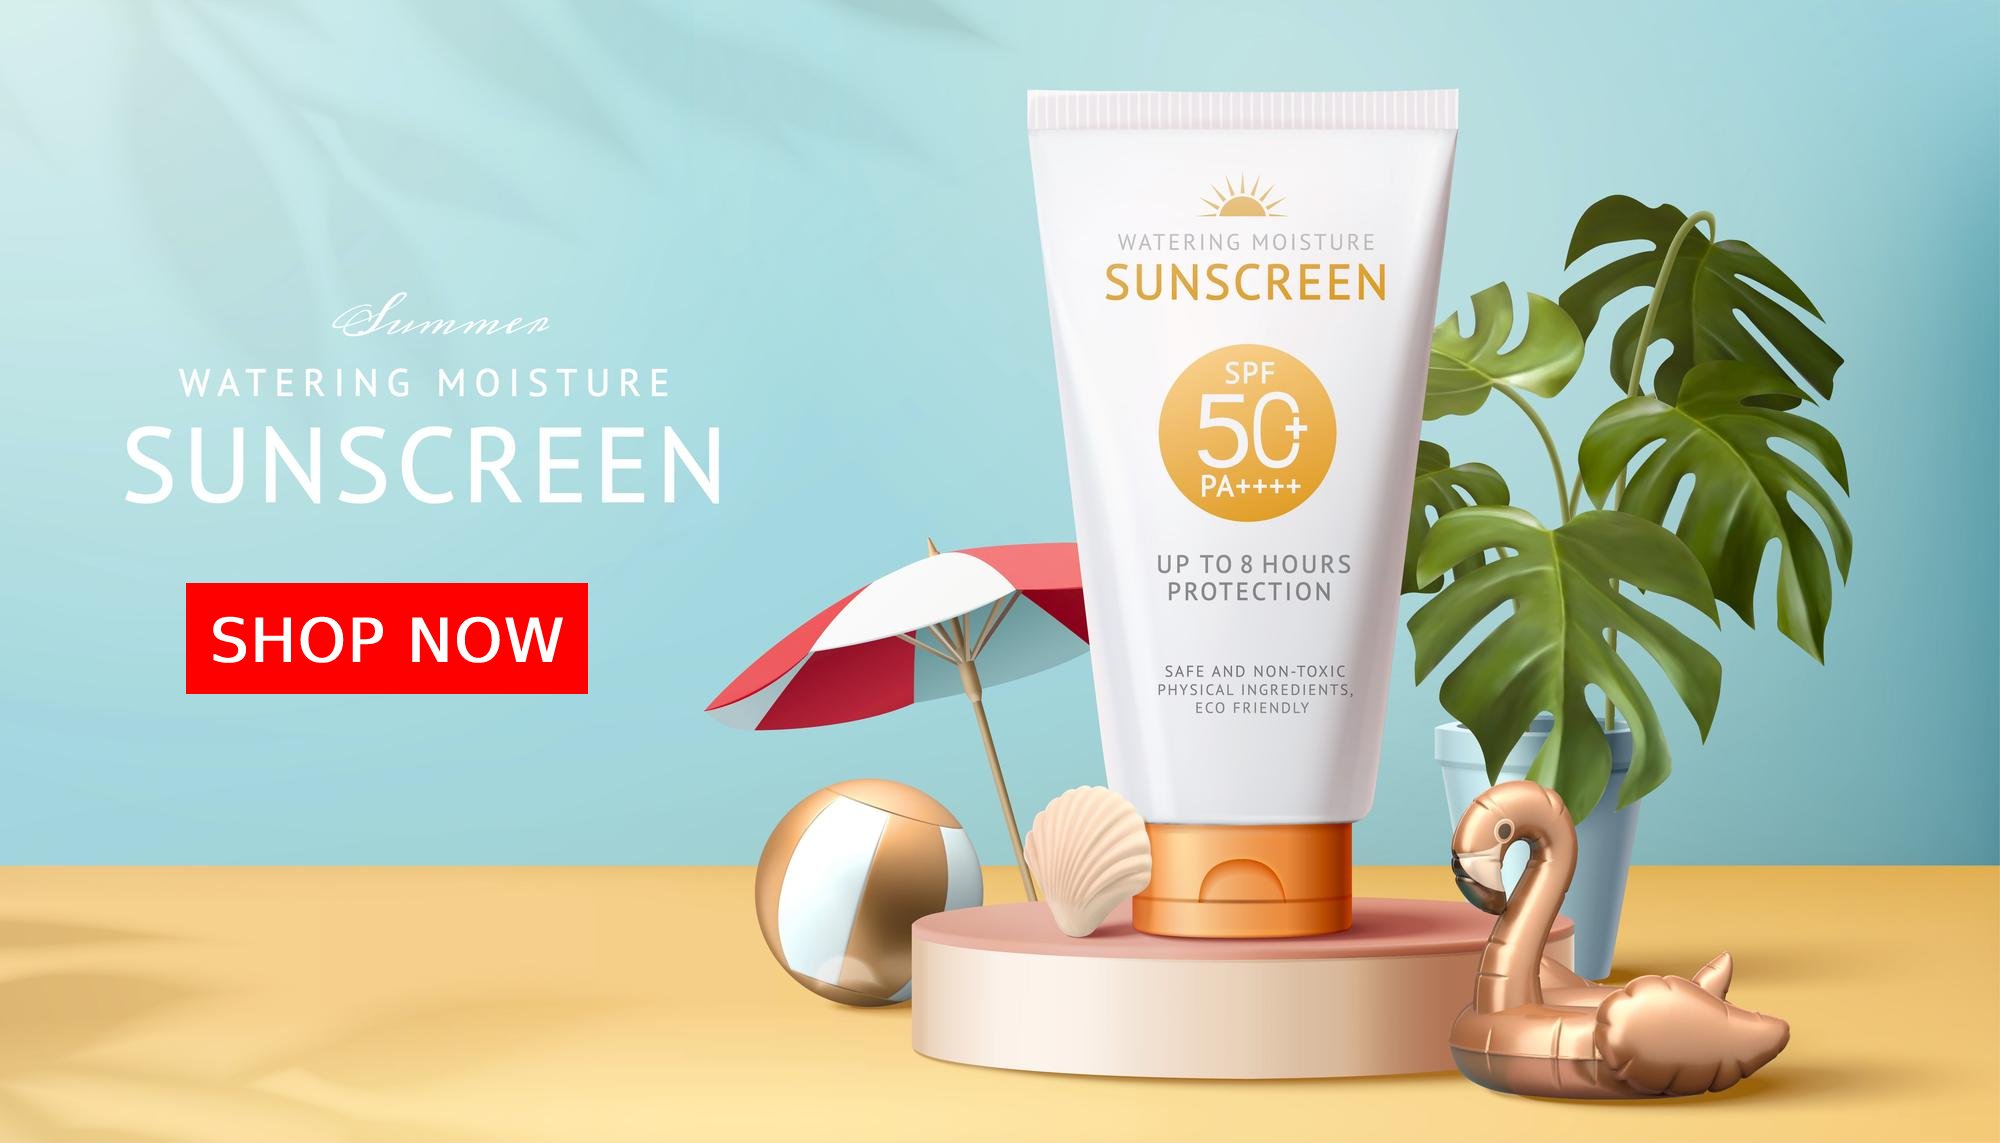 Summer
WATERING MOISTURE
SUNSCREEN
SHOP NOW
WATERING MOISTURE
SUNSCREEN
SPF
50+
PA++++
UP TO 8 HOURS
PROTECTION
SAFE AND NON-TOXIC
PHYSICAL INGREDIENTS,
ECO FRIENDLY